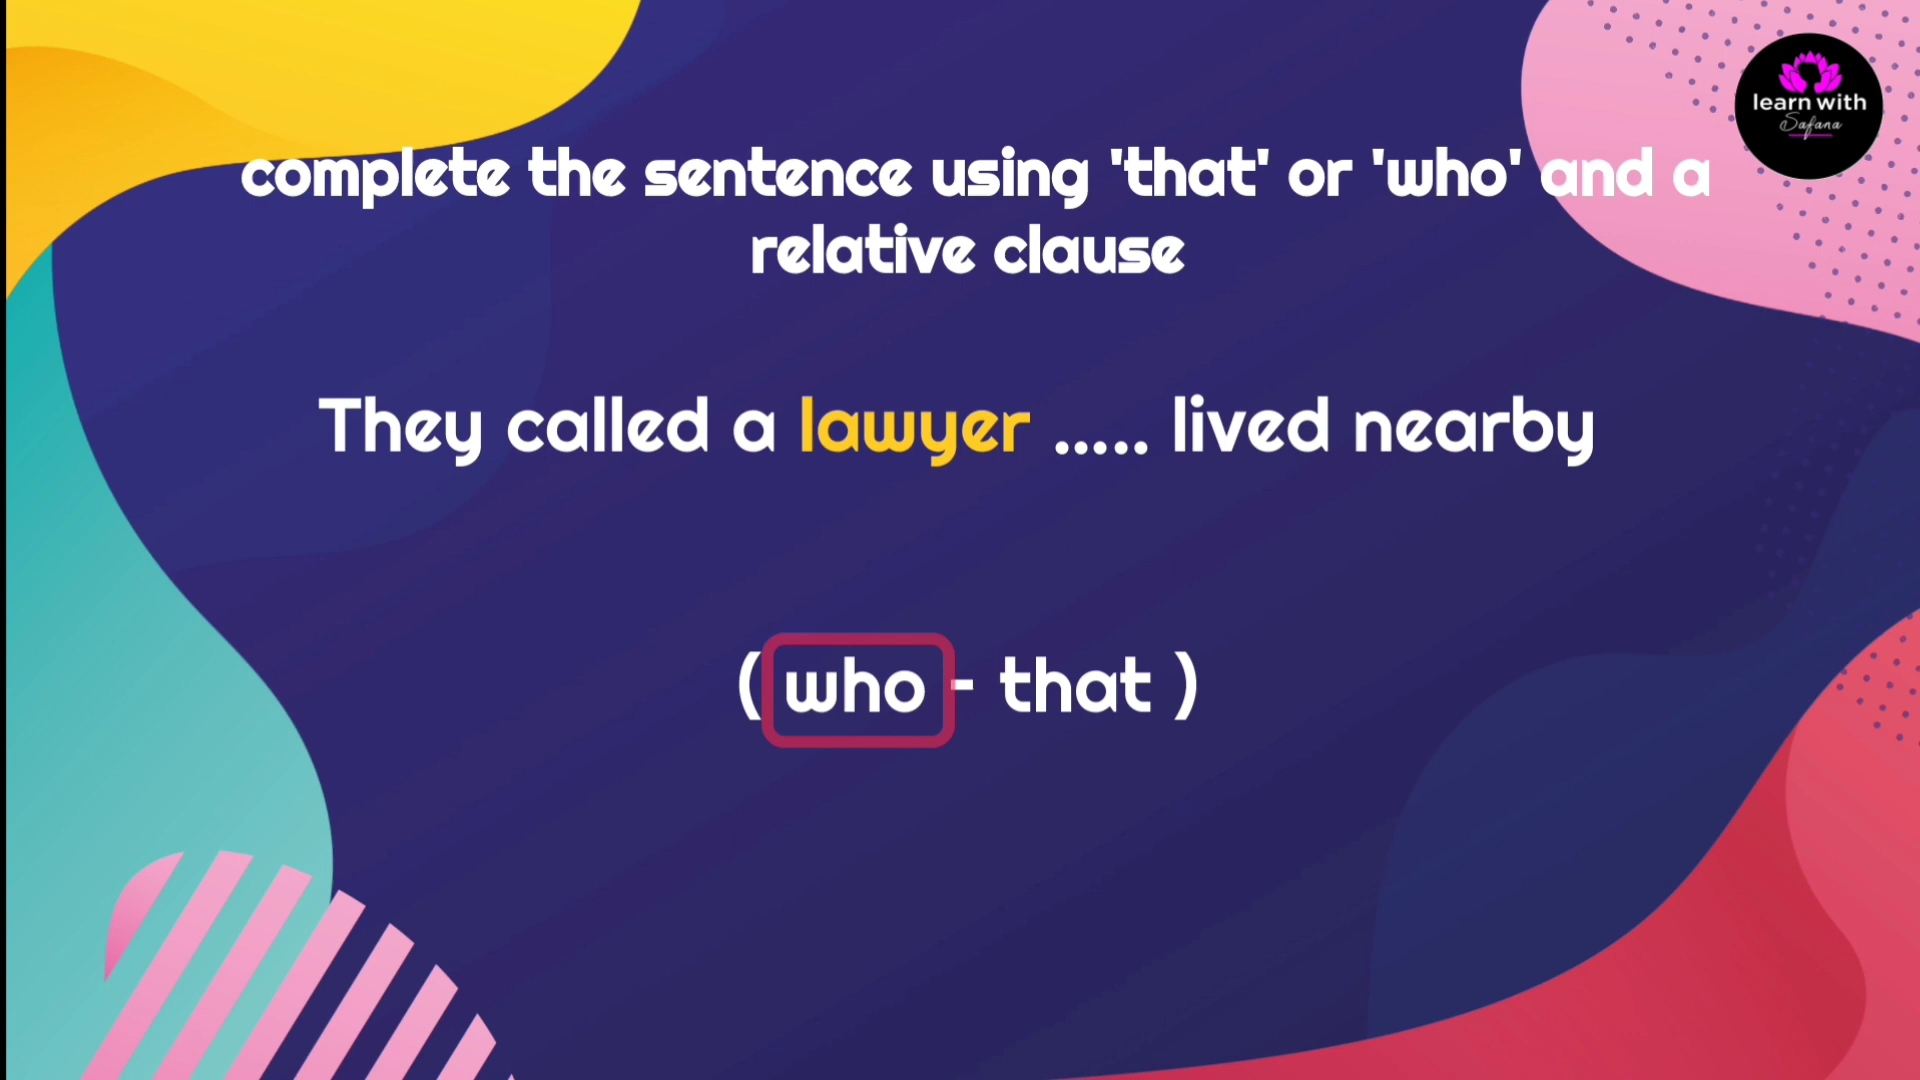 learn with
Safana
complete the sentence using 'that' or 'who' and a
relative clause
They called a lawyer ..... lived nearby
( who - that )